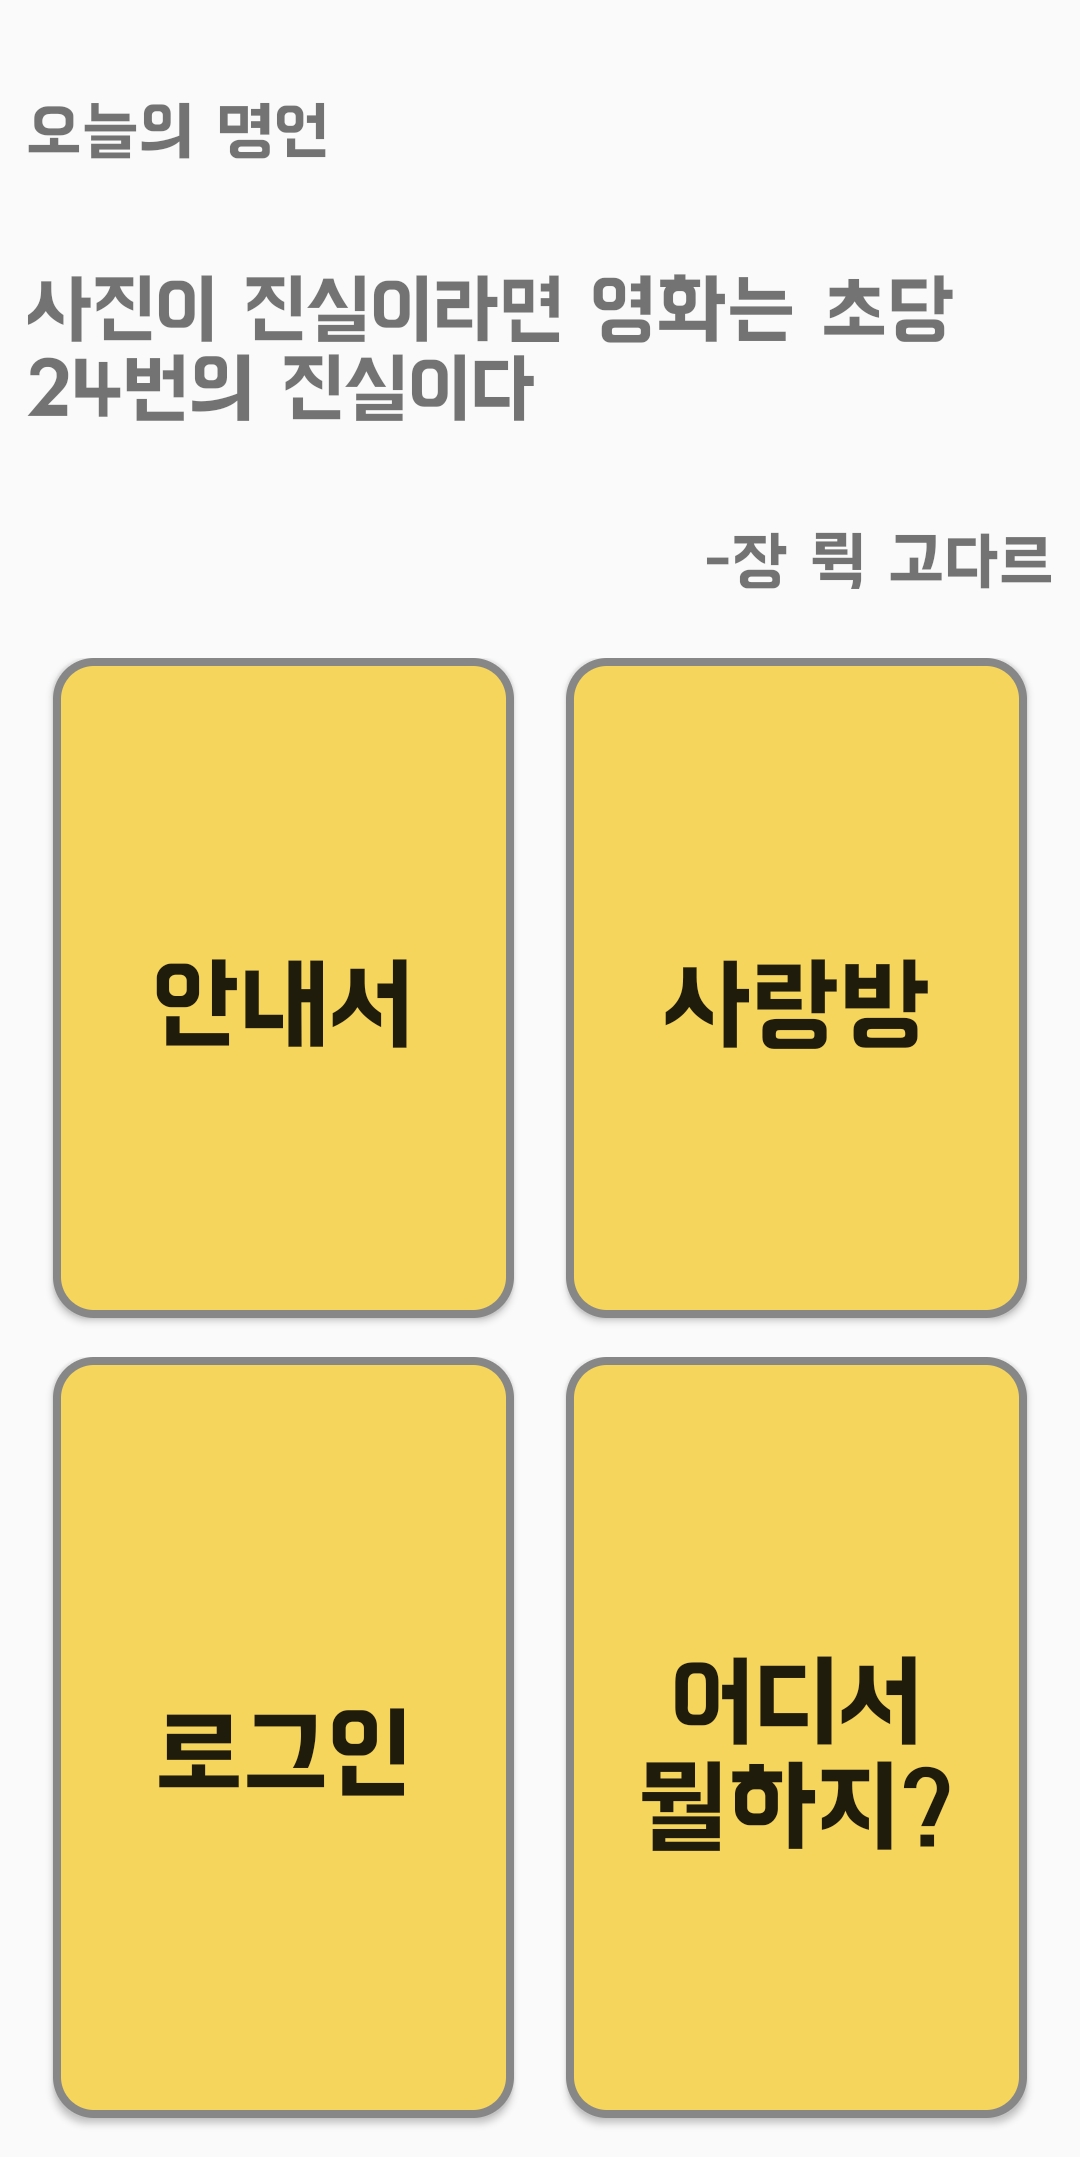 오늘의 명언
사진이 진실이라면 영화는 초당
24번의 진실이다
-장 뤽 고다르
안내서
사랑방
로그인
어디서
뭘하지?